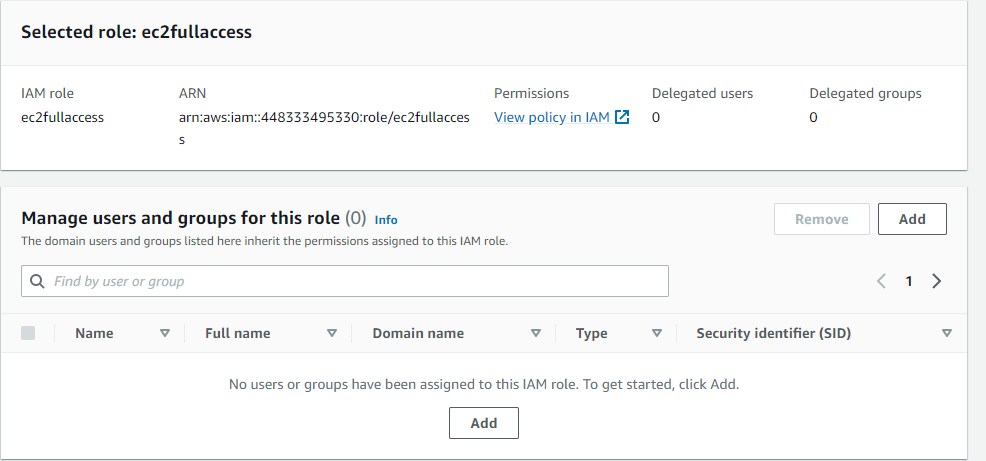 Selected role: ec2fullaccess
IAM role
ARN
Permissions
Delegated users
Delegated groups
ec2fullaccess
arn:aws:iam::448333495330:role/ec2fullacces
s
View policy in IAM
0
0
Manage users and groups for this role (0) Info
Remove
Add
The domain users and groups listed here inherit the permissions assigned to this IAM role.
Find by user or group
1
Name
Full name
Domain name
Type
Security identifier (SID)
No users or groups have been assigned to this IAM role. To get started, click Add.
Add